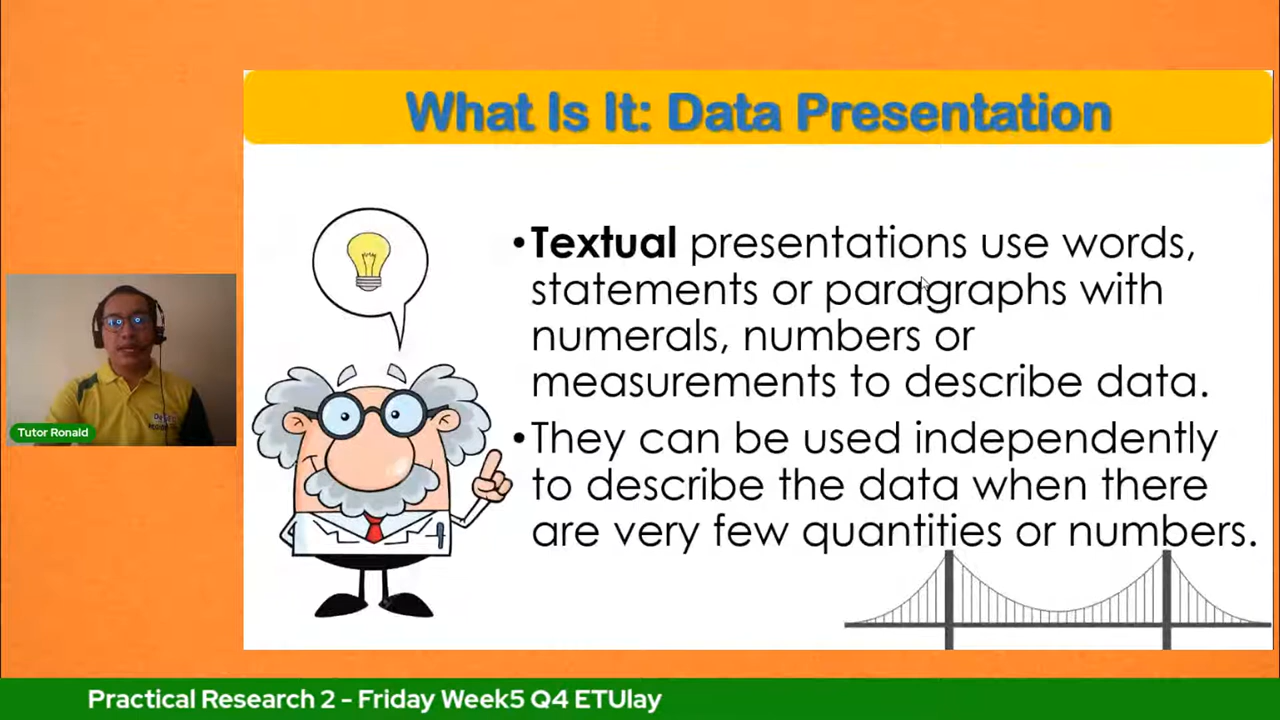 What Is It: Data Presentation
•Textual presentations use words,
statements or paragraphs with
numerals, numbers or
measurements to describe data.
•They can be used independently
to describe the data when there
are very few quantities or numbers.
Tutor Ronald
Practical Research 2 - Friday Week5 Q4 ETUlay